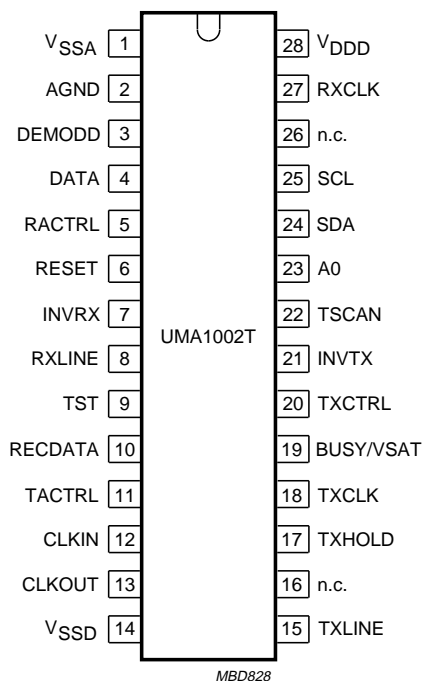 VSSA 1 28 VDDD
AGND 2 27 RXCLK
DEMODD 3 26 n.c.
DATA 4 25 SCL
RACTRL 5 24 SDA
RESET 6 23 A0
INVRX 7 22 TSCAN
UMA1002T
RXLINE 8 21 INVTX
TST 9 20 TXCTRL
RECDATA 10 19 BUSY/VSAT
TACTRL 11 18 TXCLK
CLKIN 12 17 TXHOLD
CLKOUT 13 16 n.c.
VSSD 14 15 TXLINE
MBD828